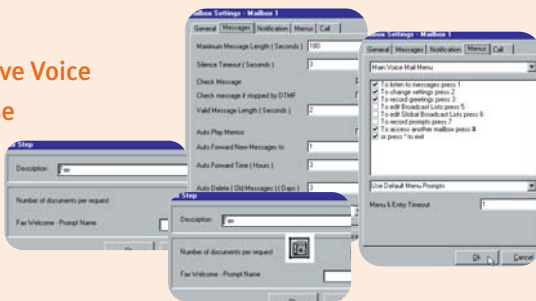 ve Voice
e
Step
Description: Fax
Number of documents per request
Fax Welcome - Prompt Name
ailbox Settings - Mailbox 1
General Messages Notification Menus Call
Maximum Message Length ( Seconds ) 180
Silence Timeout ( Seconds ) 3
Check Message
Check message if stopped by DTMF
Valid Message Length ( Seconds ) 2
Auto Play Memos
Auto Forward New Messages to 1
Auto Forward Time ( Hours ) 3
Auto Delete ( Old Messages ) ( Days ) 3
Step
Description: Fax
Number of documents per request
Fax Welcome - Prompt Name
box Settings - Mailbox 1
General Messages Notification Menus Call
Main Voice Mail Menu
To listen to messages press 1
To change settings press 2
To record greetings press 3
To edit Broadcast Lists press 5
To edit Global Broadcast Lists press 6
To record prompts press 7
To access another mailbox press 8
or press * to exit
Use Default Menu Prompts
Menu & Entry Timeout 1
Ok Cancel